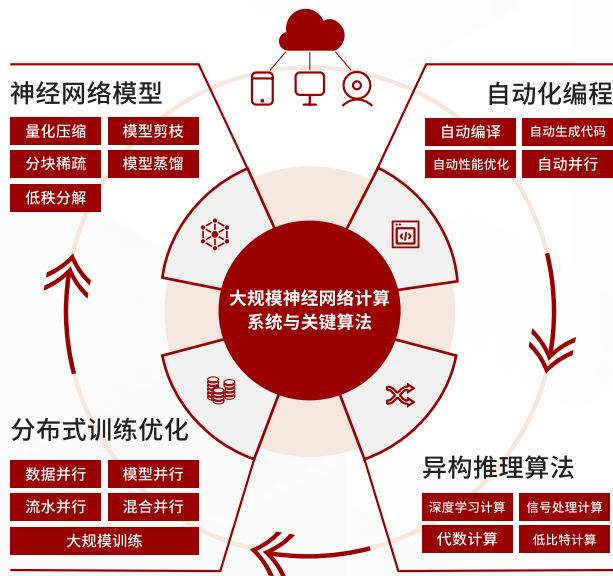 神经网络模型
量化压缩
模型剪枝
分块稀疏
模型蒸馏
低秩分解
自动化编程
自动编译
自动生成代码
自动性能优化
自动并行
大规模神经网络计算
系统与关键算法
分布式训练优化
数据并行
模型并行
流水并行
混合并行
大规模训练
异构推理算法
深度学习计算
信号处理计算
代数计算
低比特计算